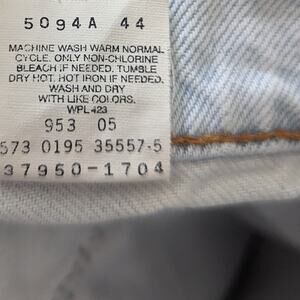 5094A 44
MACHINE WASH WARM NORMAL
CYCLE. ONLY NON-CHLORINE
BLEACH IF NEEDED. TUMBLE
DRY HOT. HOT IRON IF NEEDED.
WASH AND DRY
WITH LIKE COLORS.
WPL 423
953 05
573 0195 35557-5
37950-1704